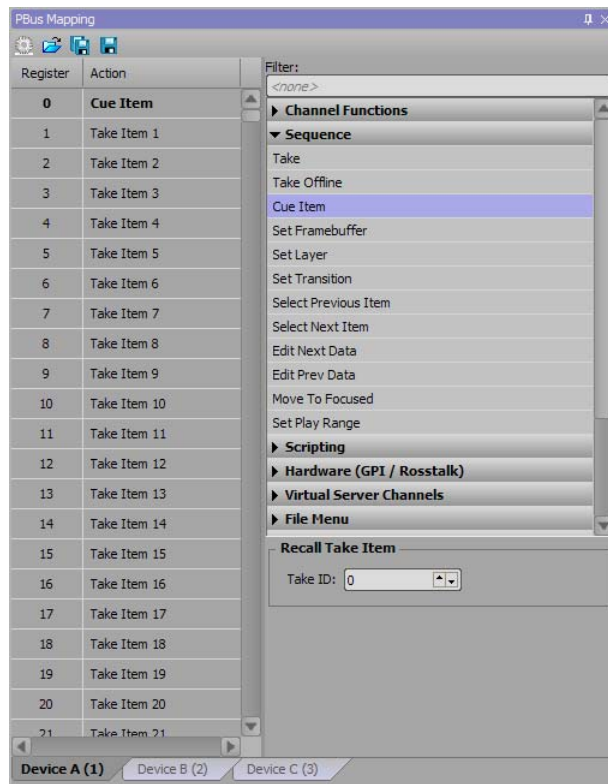 PBus Mapping
Register Action
0 Cue Item
1 Take Item 1
2 Take Item 2
3 Take Item 3
4 Take Item 4
5 Take Item 5
6 Take Item 6
7 Take Item 7
8 Take Item 8
9 Take Item 9
10 Take Item 10
11 Take Item 11
12 Take Item 12
13 Take Item 13
14 Take Item 14
15 Take Item 15
16 Take Item 16
17 Take Item 17
18 Take Item 18
19 Take Item 19
20 Take Item 20
21 Take Item 21
Filter:
<none>
Channel Functions
Sequence
Take
Take Offline
Cue Item
Set Framebuffer
Set Layer
Set Transition
Select Previous Item
Select Next Item
Edit Next Data
Edit Prev Data
Move To Focused
Set Play Range
Scripting
Hardware (GPI / Rosstalk)
Virtual Server Channels
File Menu
Recall Take Item
Take ID: 0
Device A (1) Device B (2) Device C (3)